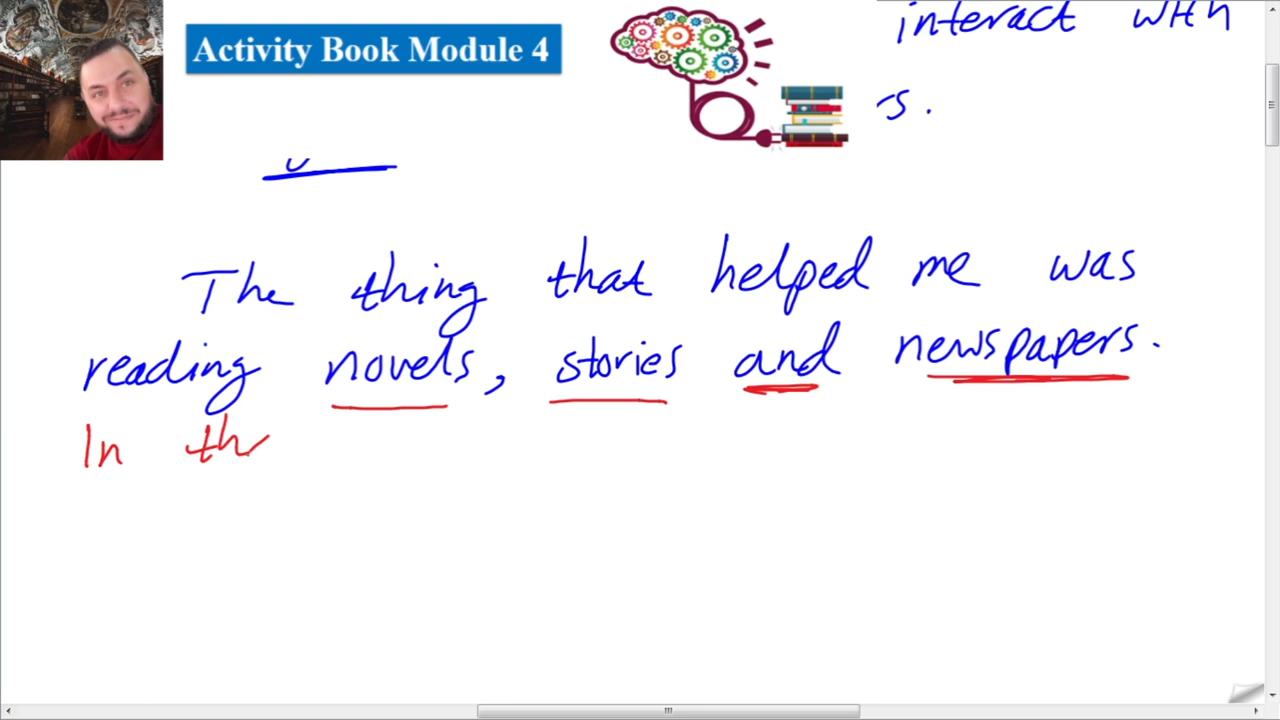 interact with
Activity Book Module 4
s.
The thing that helped me was
reading novels, stories and newspapers.
In th